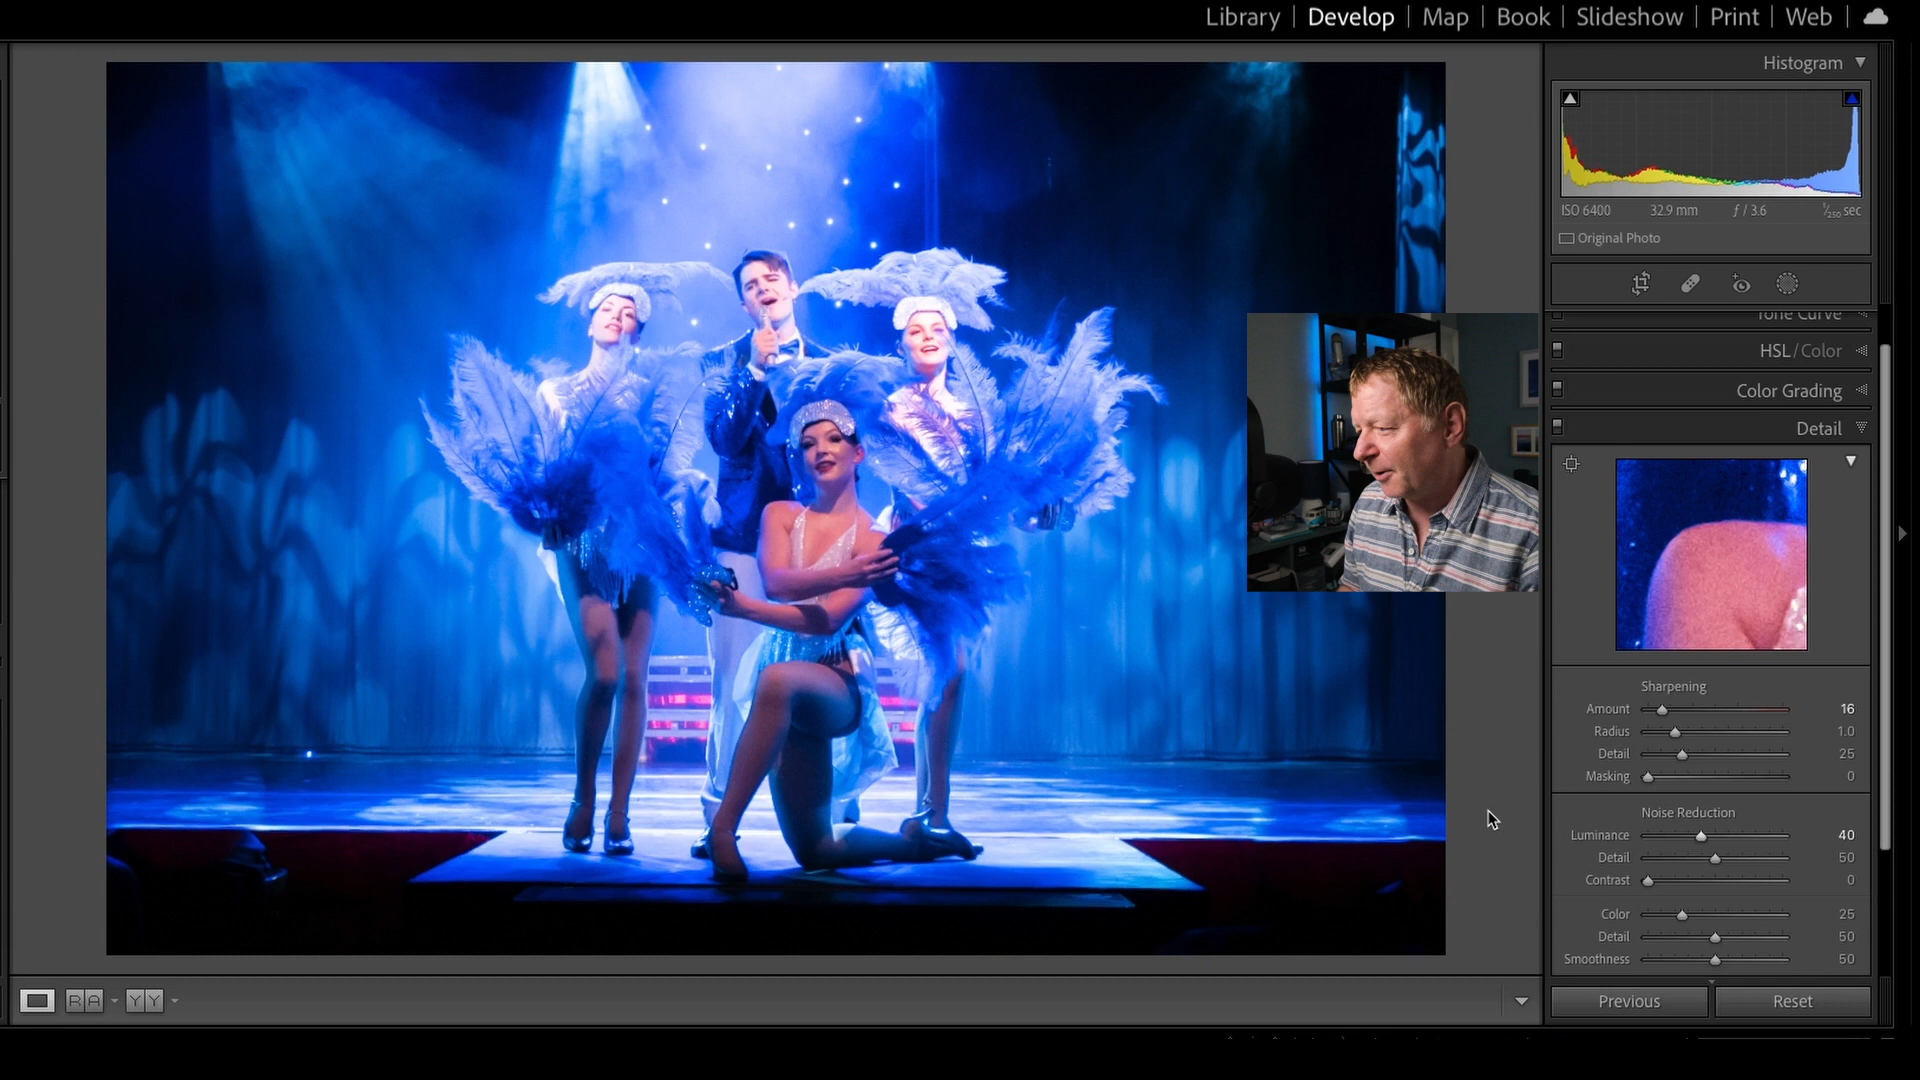 Library | Develop | Map | Book | Slideshow | Print | Web |
Histogram
ISO 6400 32.9 mm ƒ / 3.6 1/250 sec
Original Photo
Tone Curve
HSL / Color
Color Grading
Detail
Sharpening
Amount 16
Radius 1.0
Detail 25
Masking 0
Noise Reduction
Luminance 40
Detail 50
Contrast 0
Color 25
Detail 50
Smoothness 50
R A Y Y
Previous Reset